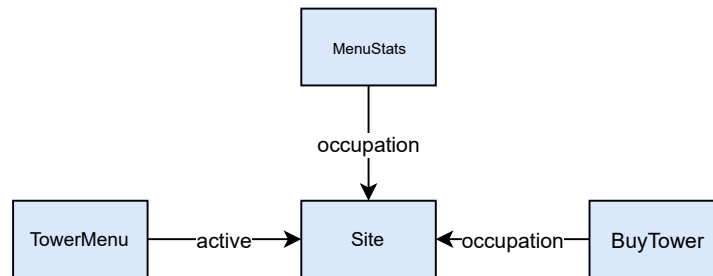 MenuStats
occupation
TowerMenu
active
Site
occupation
BuyTower